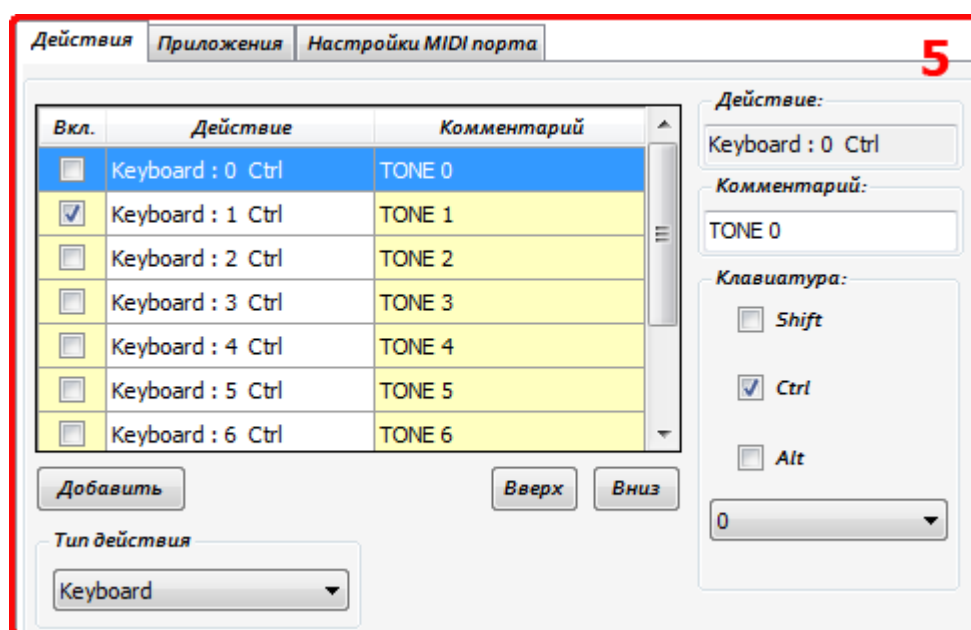 Действия Приложения Настройки MIDI порта
5
Вкл. Действие Комментарий
Keyboard : 0 Ctrl TONE 0
Keyboard : 1 Ctrl TONE 1
Keyboard : 2 Ctrl TONE 2
Keyboard : 3 Ctrl TONE 3
Keyboard : 4 Ctrl TONE 4
Keyboard : 5 Ctrl TONE 5
Keyboard : 6 Ctrl TONE 6
Добавить Вверх Вниз
Тип действия
Keyboard
Действие:
Keyboard : 0 Ctrl
Комментарий:
TONE 0
Клавиатура:
Shift
Ctrl
Alt
0